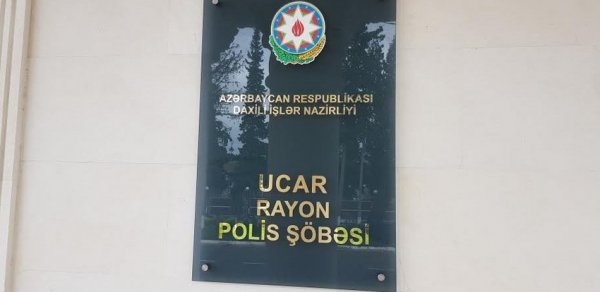 AZƏRBAYCAN RESPUBLİKASI
DAXİLİ İŞLƏR NAZİRLİYİ
UCAR
RAYON
POLİS ŞÖBƏSİ